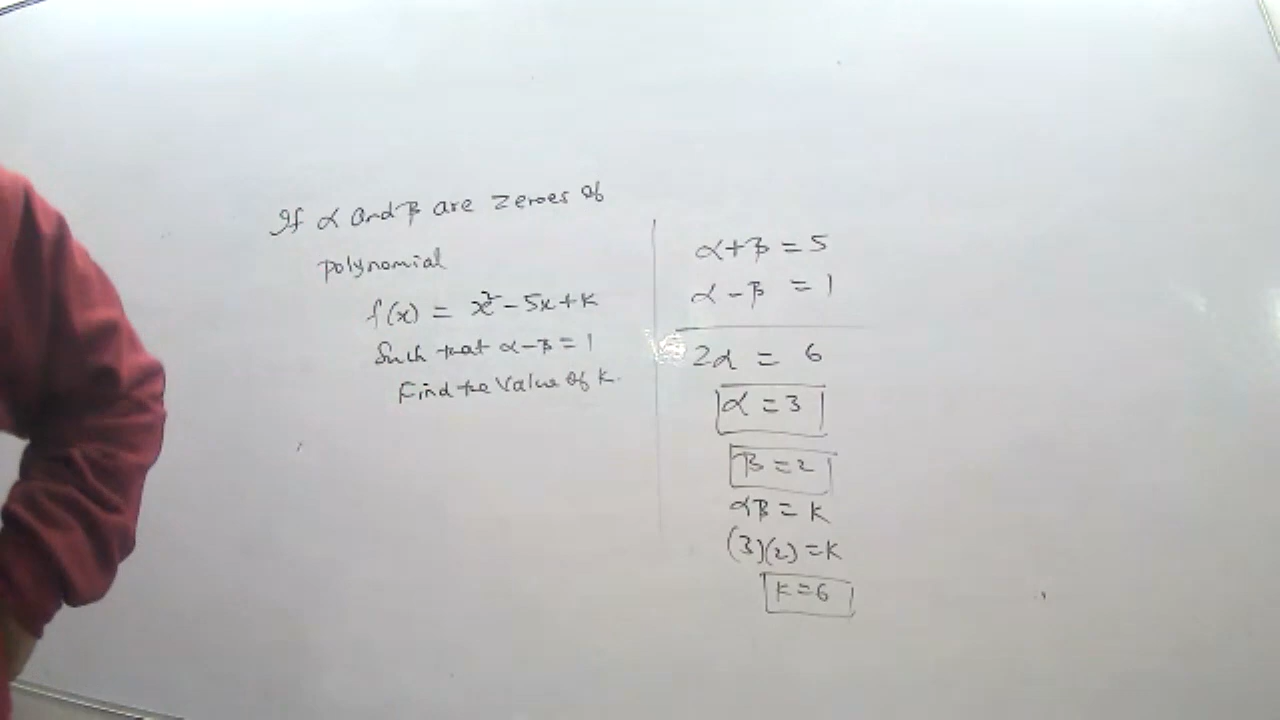 If α and β are zeroes of
polynomial
f(x) = x² - 5x + k
Such that α - β = 1
Find the value of k.
α + β = 5
α - β = 1
2α = 6
α = 3
β = 2
αβ = k
(3)(2) = k
k = 6